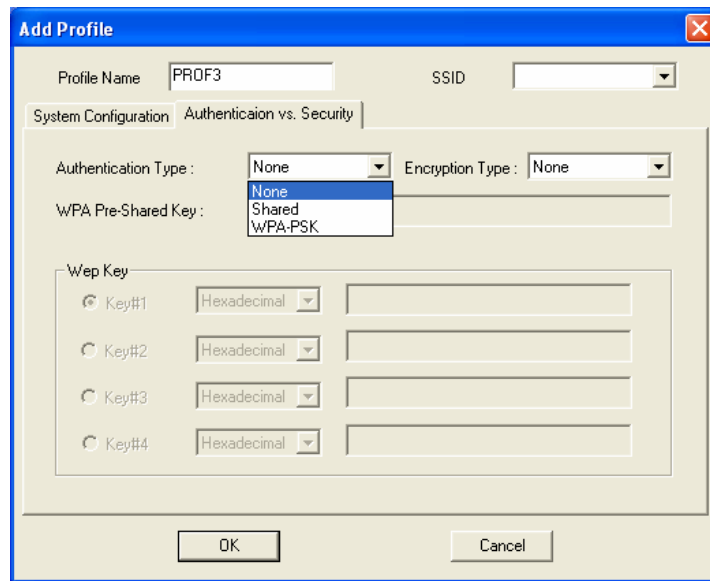 Add Profile
Profile Name PROF3 SSID
System Configuration Authenticaion vs. Security
Authentication Type : None Encryption Type : None
None
Shared
WPA-PSK
WPA Pre-Shared Key :
Wep Key
Key#1 Hexadecimal
Key#2 Hexadecimal
Key#3 Hexadecimal
Key#4 Hexadecimal
OK Cancel